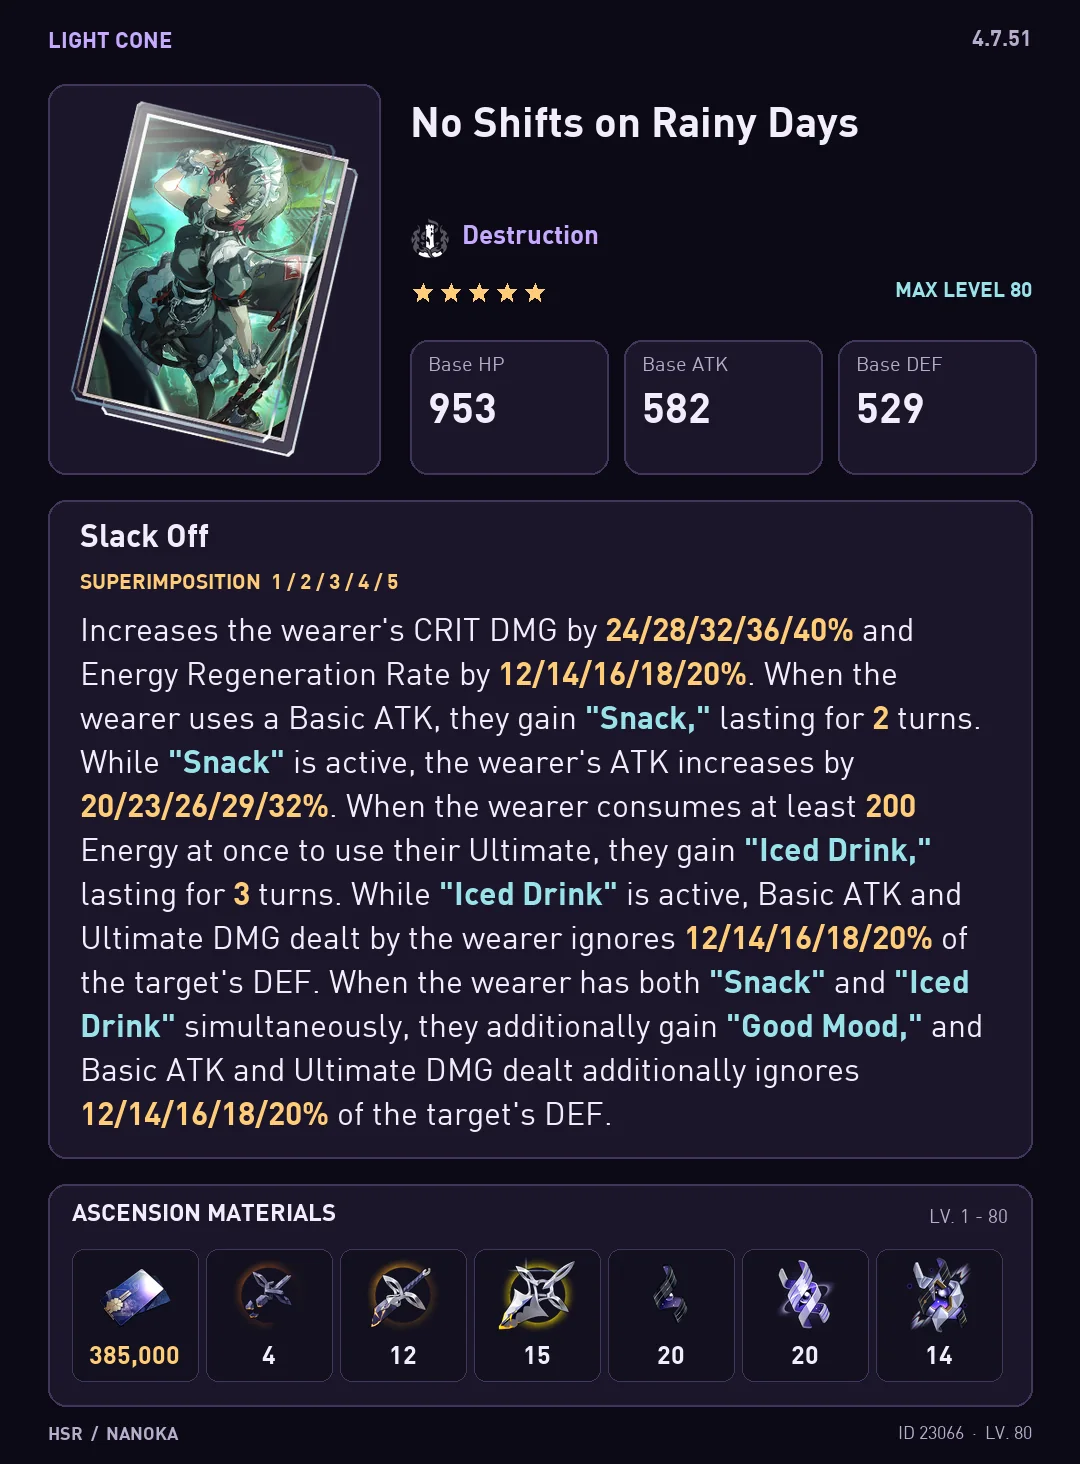 LIGHT CONE
4.7.51
No Shifts on Rainy Days
Destruction
MAX LEVEL 80
Base HP
953
Base ATK
582
Base DEF
529
Slack Off
SUPERIMPOSITION 1 / 2 / 3 / 4 / 5
Increases the wearer's CRIT DMG by 24/28/32/36/40% and
Energy Regeneration Rate by 12/14/16/18/20%. When the
wearer uses a Basic ATK, they gain "Snack," lasting for 2 turns.
While "Snack" is active, the wearer's ATK increases by
20/23/26/29/32%. When the wearer consumes at least 200
Energy at once to use their Ultimate, they gain "Iced Drink,"
lasting for 3 turns. While "Iced Drink" is active, Basic ATK and
Ultimate DMG dealt by the wearer ignores 12/14/16/18/20% of
the target's DEF. When the wearer has both "Snack" and "Iced
Drink" simultaneously, they additionally gain "Good Mood," and
Basic ATK and Ultimate DMG dealt additionally ignores
12/14/16/18/20% of the target's DEF.
ASCENSION MATERIALS
LV. 1 - 80
385,000
4
12
15
20
20
14
HSR / NANOKA
ID 23066 · LV. 80